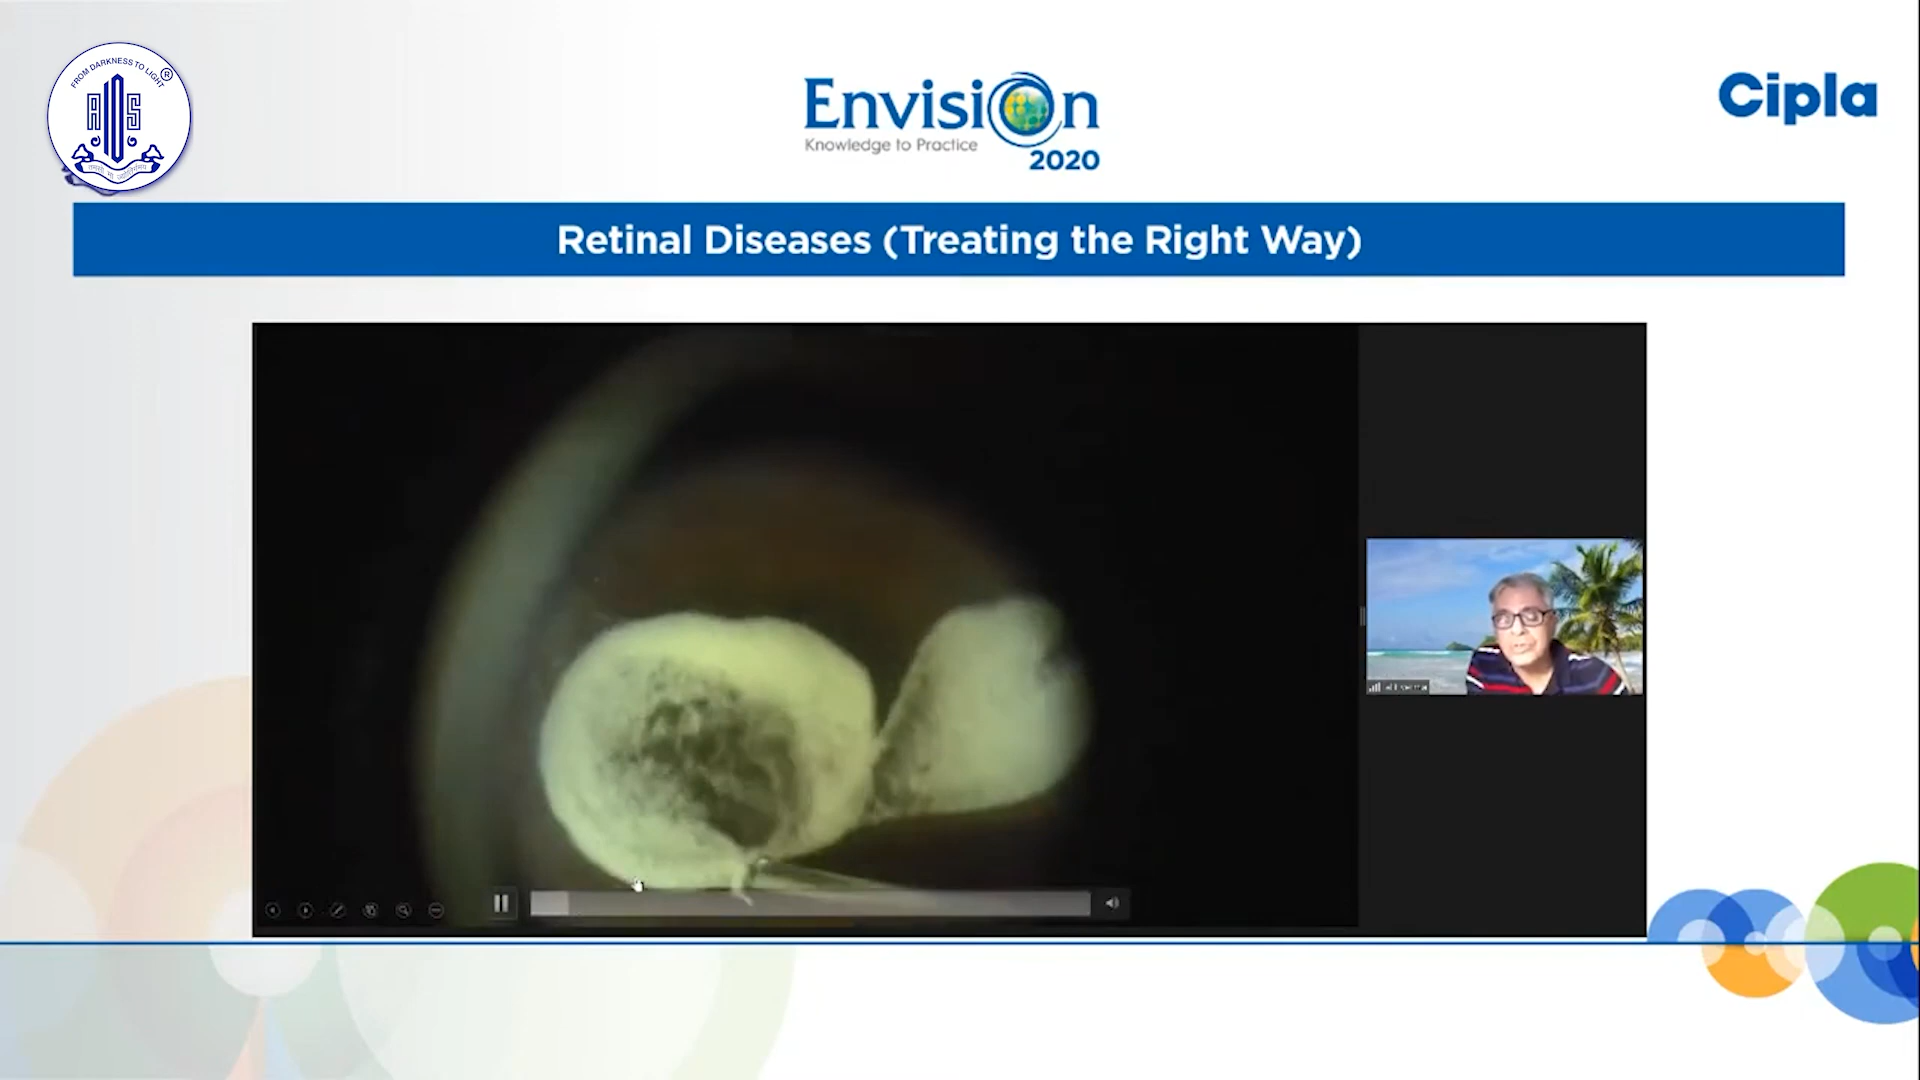 FROM DARKNESS TO LIGHT
®
AIOS
Envision
Knowledge to Practice
2020
Cipla
Retinal Diseases (Treating the Right Way)